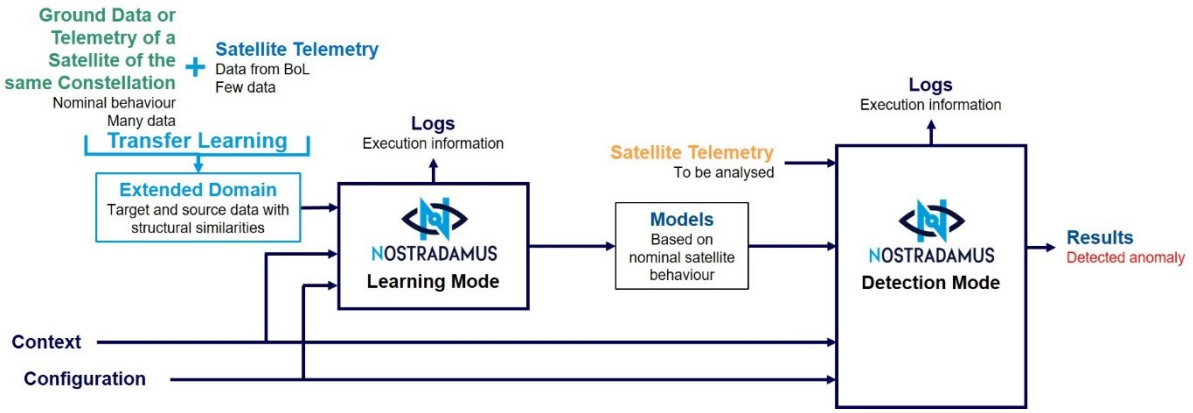 Ground Data or
Telemetry of a
Satellite of the
same Constellation
Nominal behaviour
Many data
+
Satellite Telemetry
Data from BoL
Few data
Transfer Learning
Extended Domain
Target and source data with
structural similarities
Logs
Execution information
NOSTRADAMUS
Learning Mode
Satellite Telemetry
To be analysed
Models
Based on
nominal satellite
behaviour
Logs
Execution information
NOSTRADAMUS
Detection Mode
Results
Detected anomaly
Context
Configuration